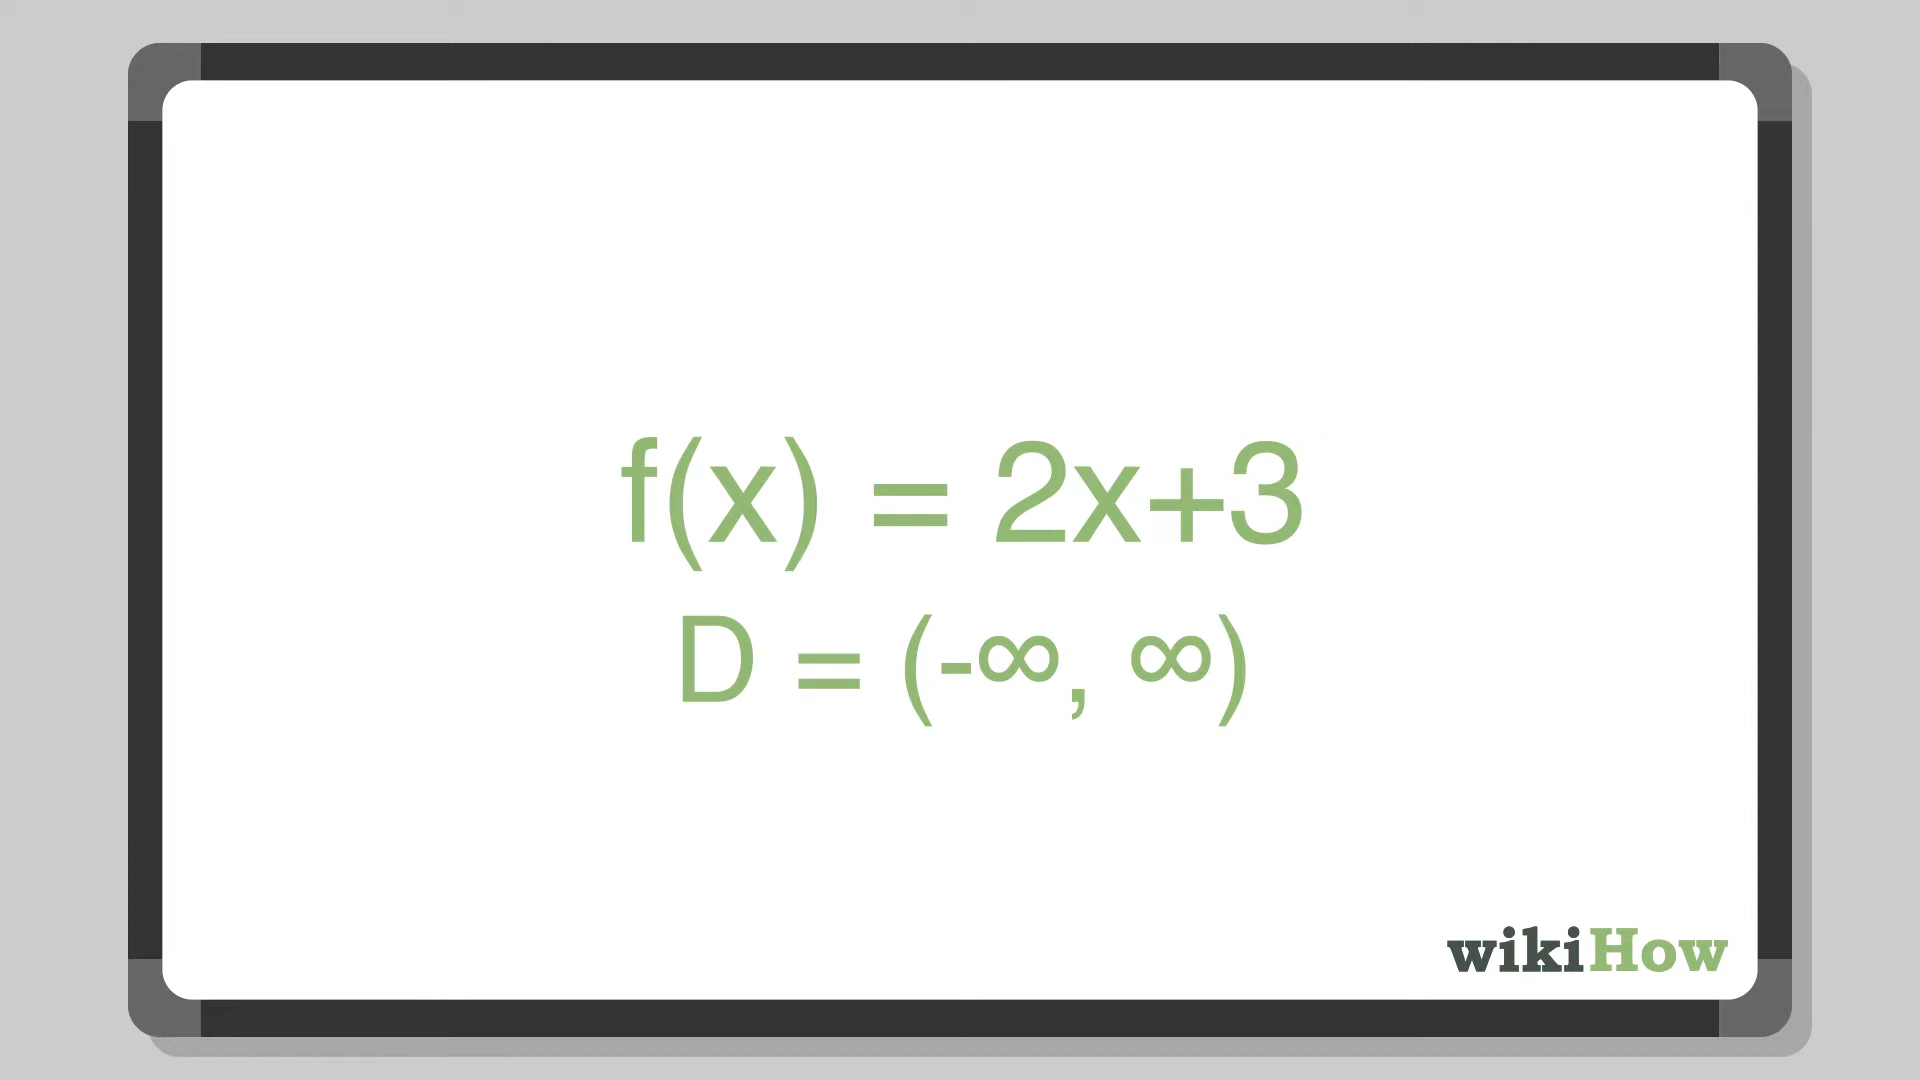 f(x) = 2x+3
D = (-∞, ∞)
wikiHow